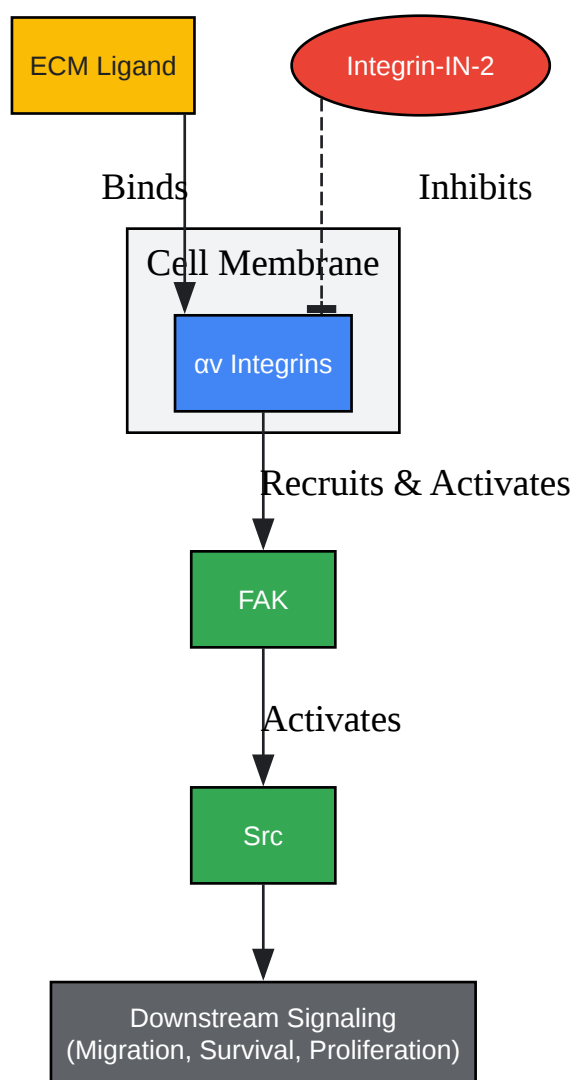 ECM Ligand
Integrin-IN-2
Binds
Inhibits
Cell Membrane
αv Integrins
Recruits & Activates
FAK
Activates
Src
Downstream Signaling
(Migration, Survival, Proliferation)